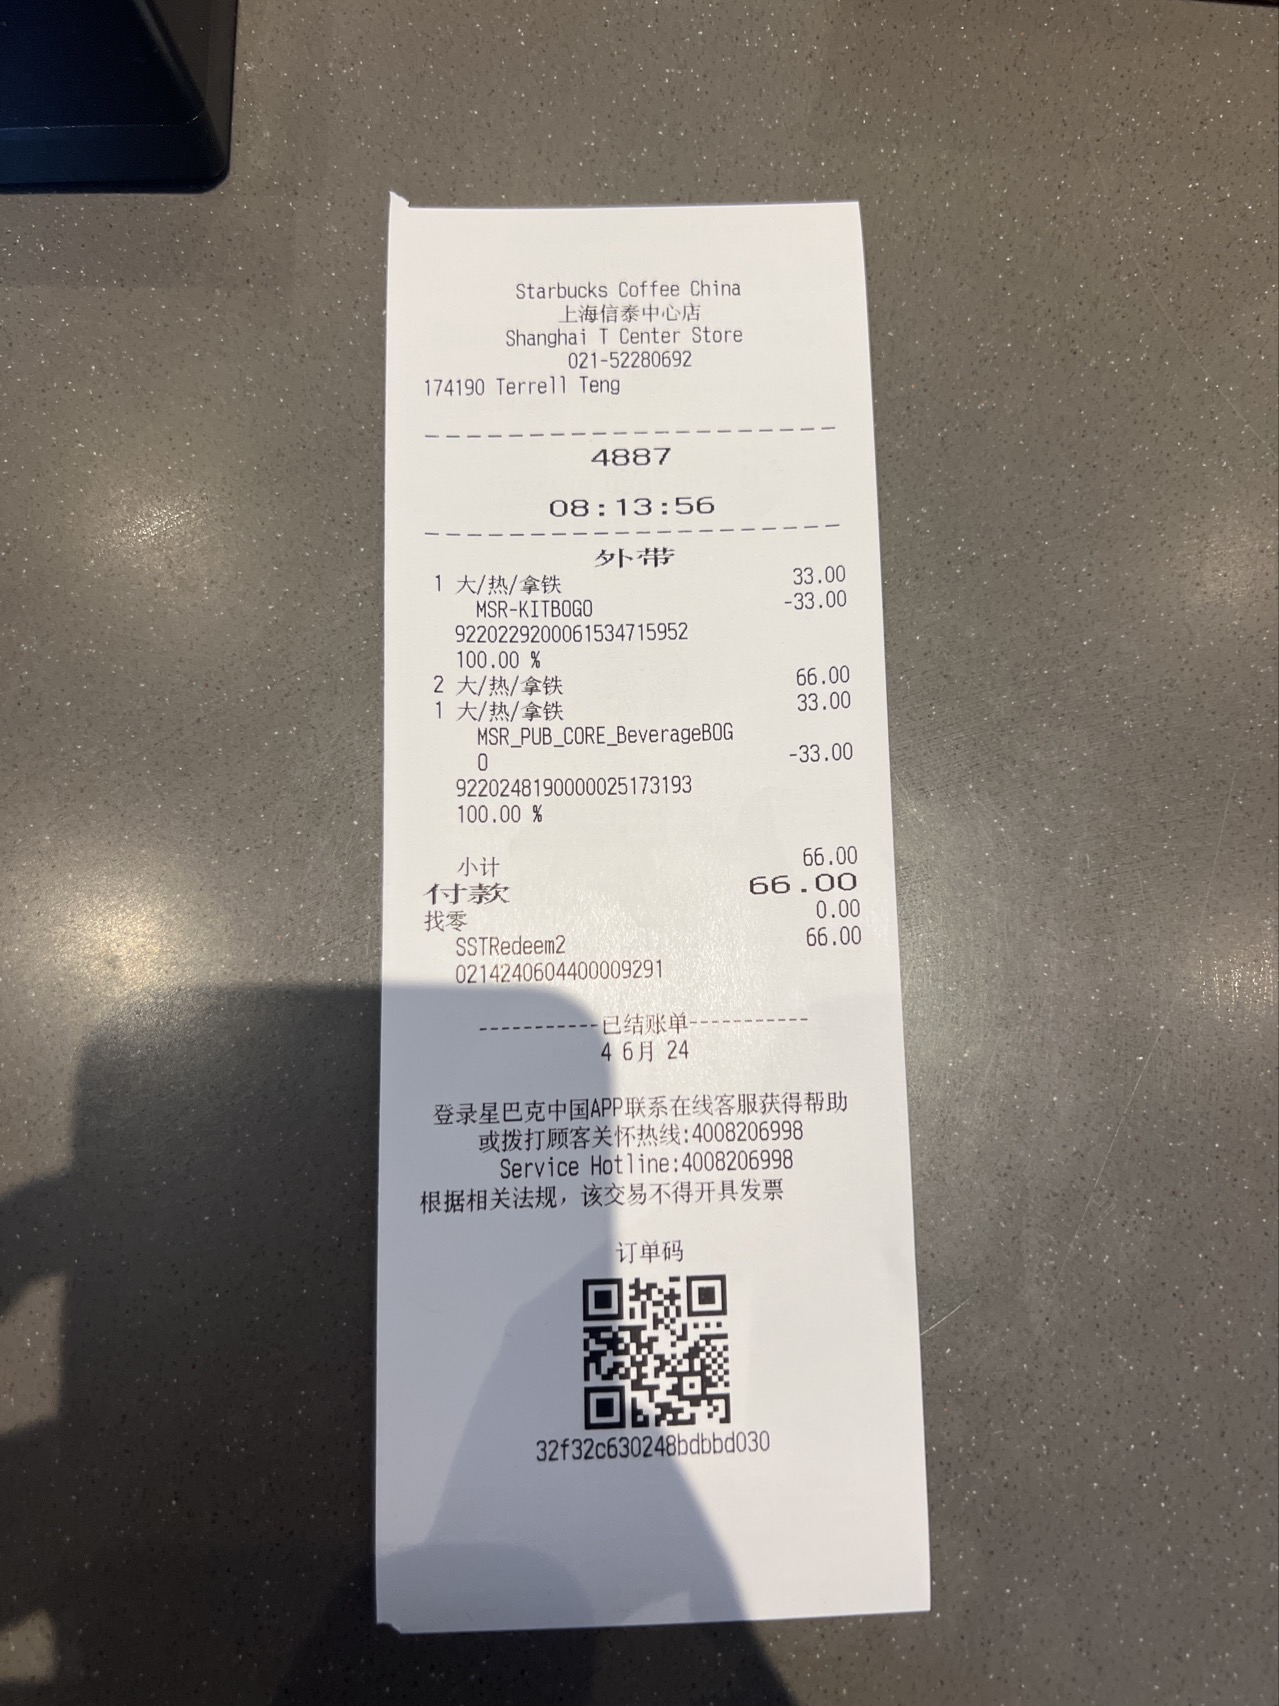 Starbucks Coffee China
上海信泰中心店
Shanghai T Center Store
021-52280692
174190 Terrell Teng
4887
08:13:56
外带
1 大/热/拿铁 33.00
MSR-KITBOGO -33.00
9220229200061534715952
100.00 %
2 大/热/拿铁 66.00
1 大/热/拿铁 33.00
MSR_PUB_CORE_BeverageBOG
O -33.00
9220248190000025173193
100.00 %
小计 66.00
付款 66.00
找零 0.00
SSTRedeem2 66.00
0214240604400009291
-----------已结账单-----------
4 6月 24
登录星巴克中国APP联系在线客服获得帮助
或拨打顾客关怀热线:4008206998
Service Hotline:4008206998
根据相关法规，该交易不得开具发票
订单码
32f32c630248bdbbd030